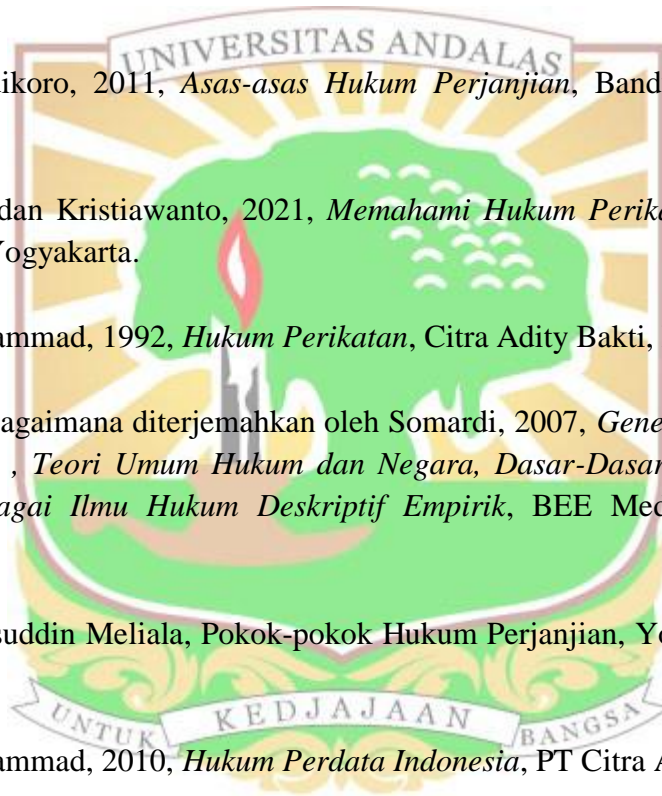 UNIVERSITAS ANDALAS
dikoro, 2011, Asas-asas Hukum Perjanjian, Band
dan Kristiawanto, 2021, Memahami Hukum Perika
Yogyakarta.
ammad, 1992, Hukum Perikatan, Citra Adity Bakti,
bagaimana diterjemahkan oleh Somardi, 2007, Gene
, Teori Umum Hukum dan Negara, Dasar-Dasar
bagai Ilmu Hukum Deskriptif Empirik, BEE Med
suddin Meliala, Pokok-pokok Hukum Perjanjian, Yo
UNTUK KEDJAJAAN BANGSA
ammad, 2010, Hukum Perdata Indonesia, PT Citra A